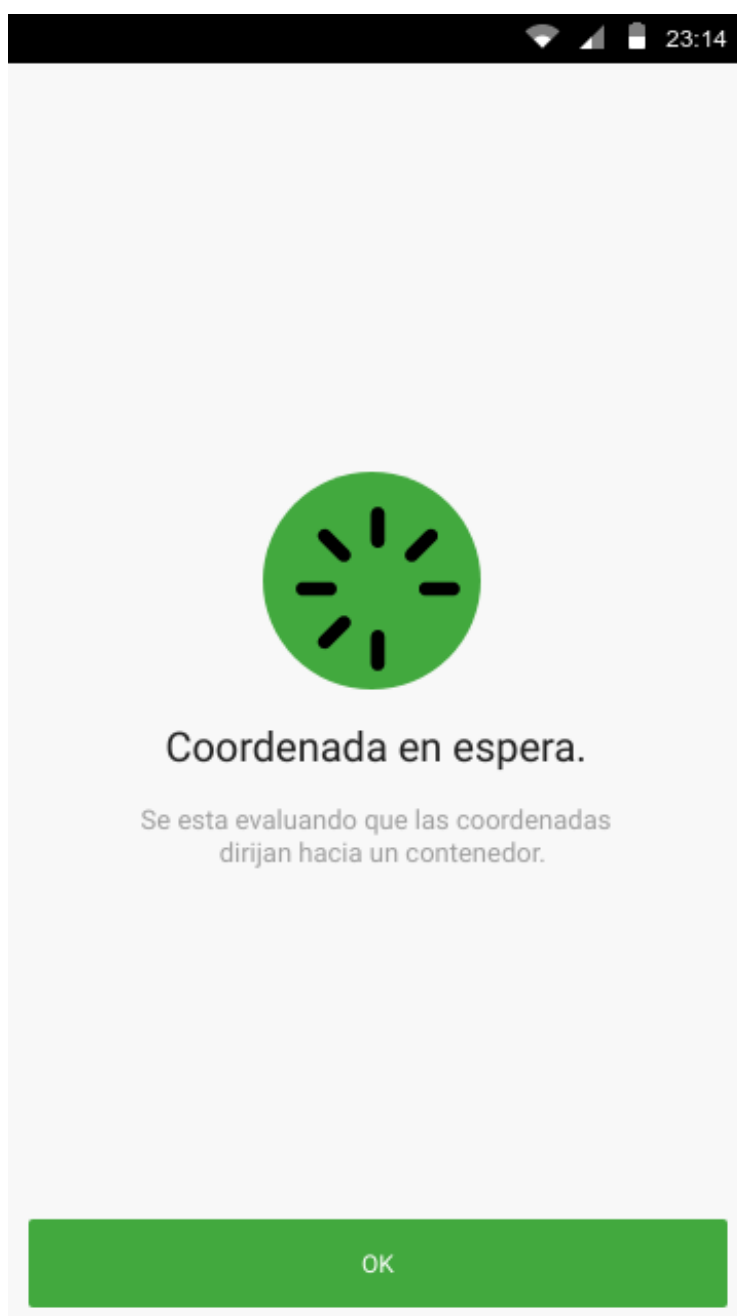 23:14
Coordenada en espera.
Se esta evaluando que las coordenadas
dirijan hacia un contenedor.
OK